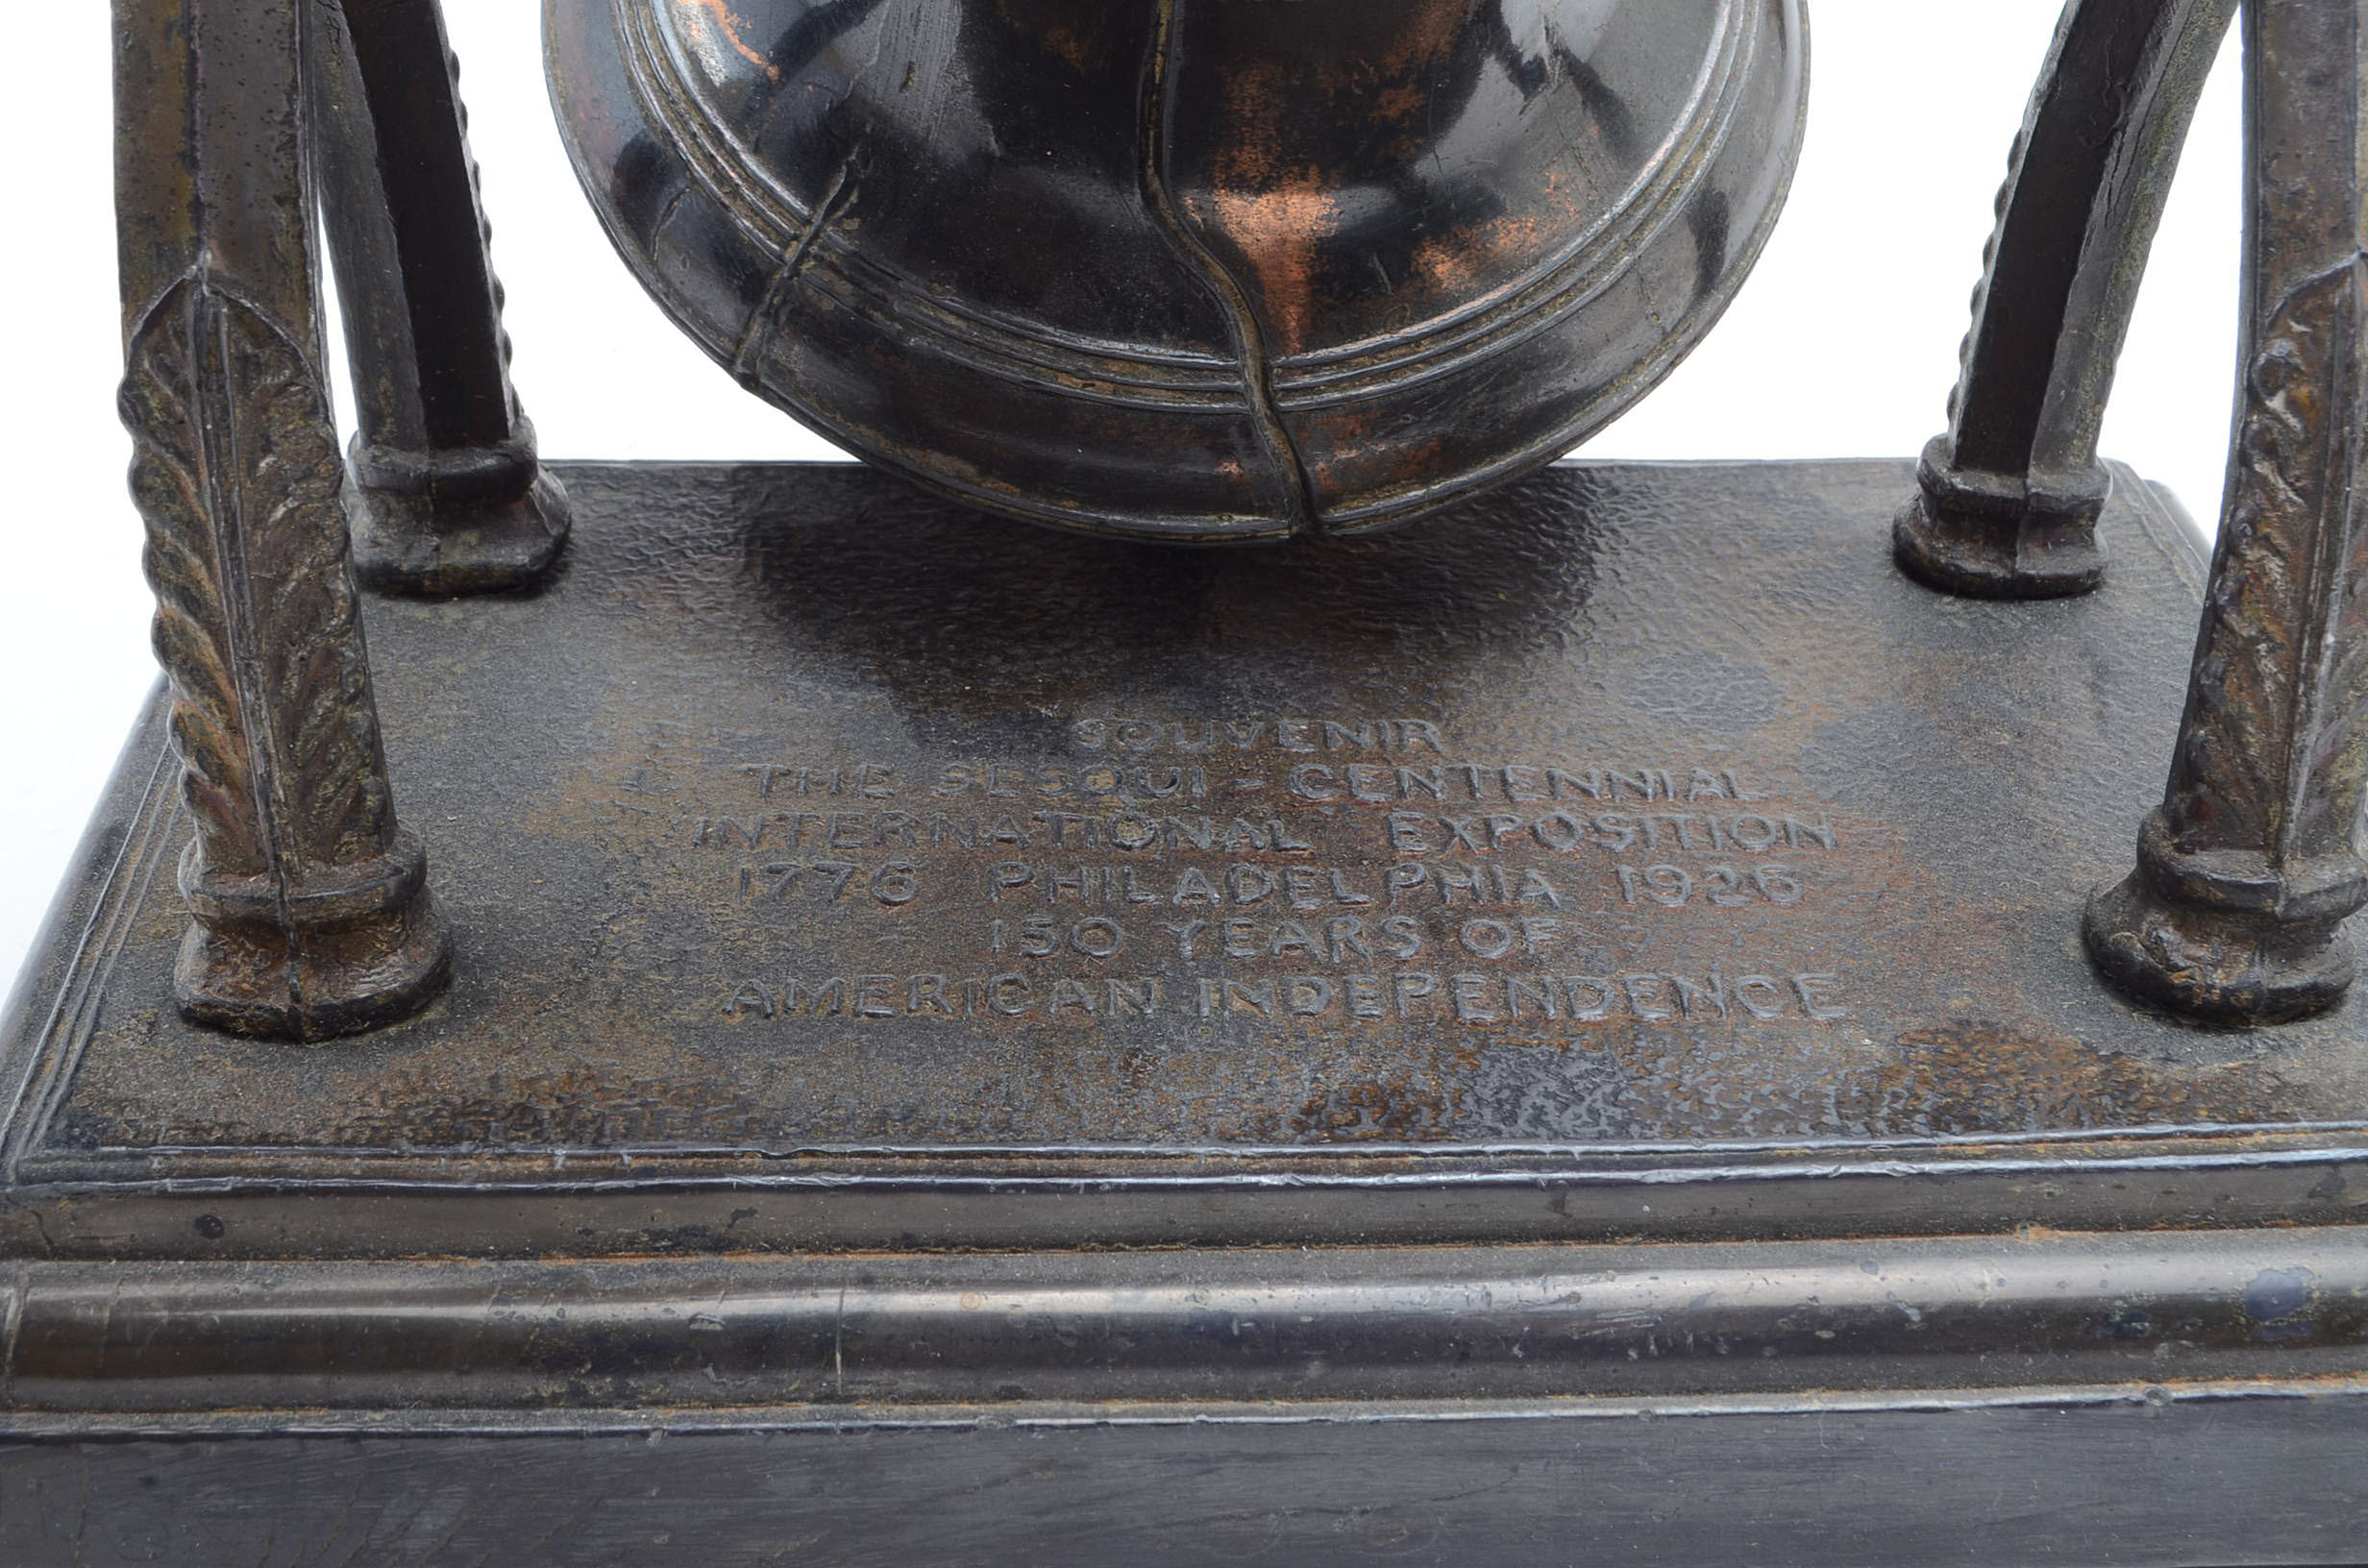 SOUVENIR
THE SESQUI - CENTENNIAL
INTERNATIONAL EXPOSITION
1776 PHILADELPHIA 1926
150 YEARS OF
AMERICAN INDEPENDENCE